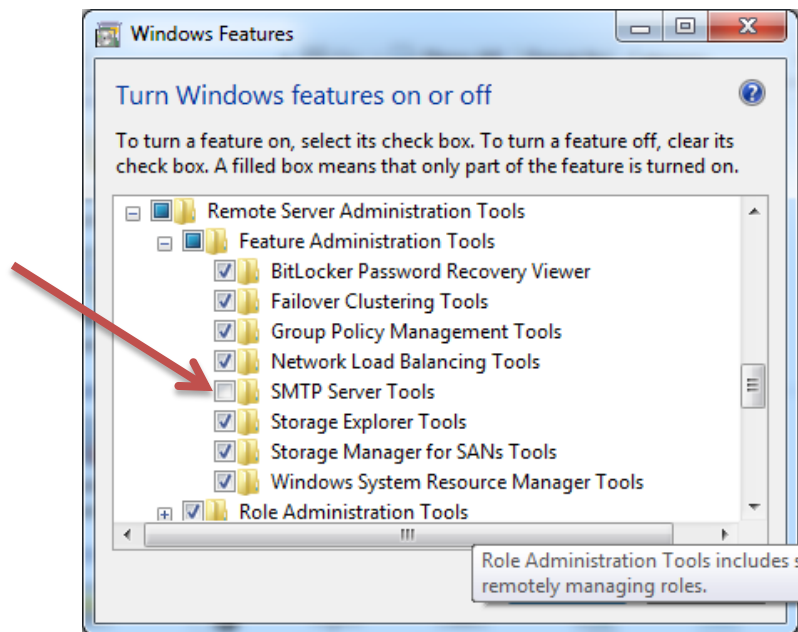 Windows Features
Turn Windows features on or off
To turn a feature on, select its check box. To turn a feature off, clear its
check box. A filled box means that only part of the feature is turned on.
Remote Server Administration Tools
Feature Administration Tools
BitLocker Password Recovery Viewer
Failover Clustering Tools
Group Policy Management Tools
Network Load Balancing Tools
SMTP Server Tools
Storage Explorer Tools
Storage Manager for SANs Tools
Windows System Resource Manager Tools
Role Administration Tools
Role Administration Tools includes
remotely managing roles.